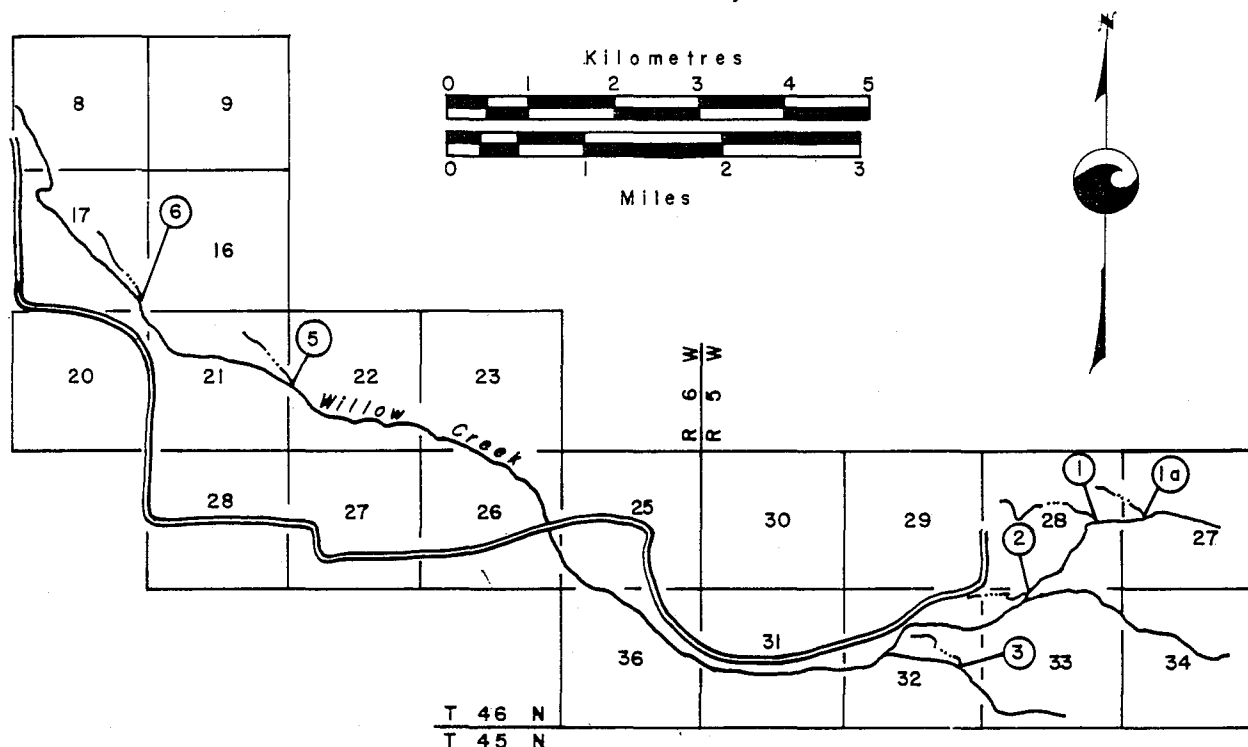 N
Kilometres
0 1 2 3 4 5
0 1 2 3
Miles
8 9
17 6 16
5
20 21 22 23
Willow
Creek
R 6 W
R 5 W
28 27 26 25 30 29 28 27
1 1a
2
36 31 32 3 33 34
T 46 N
T 45 N